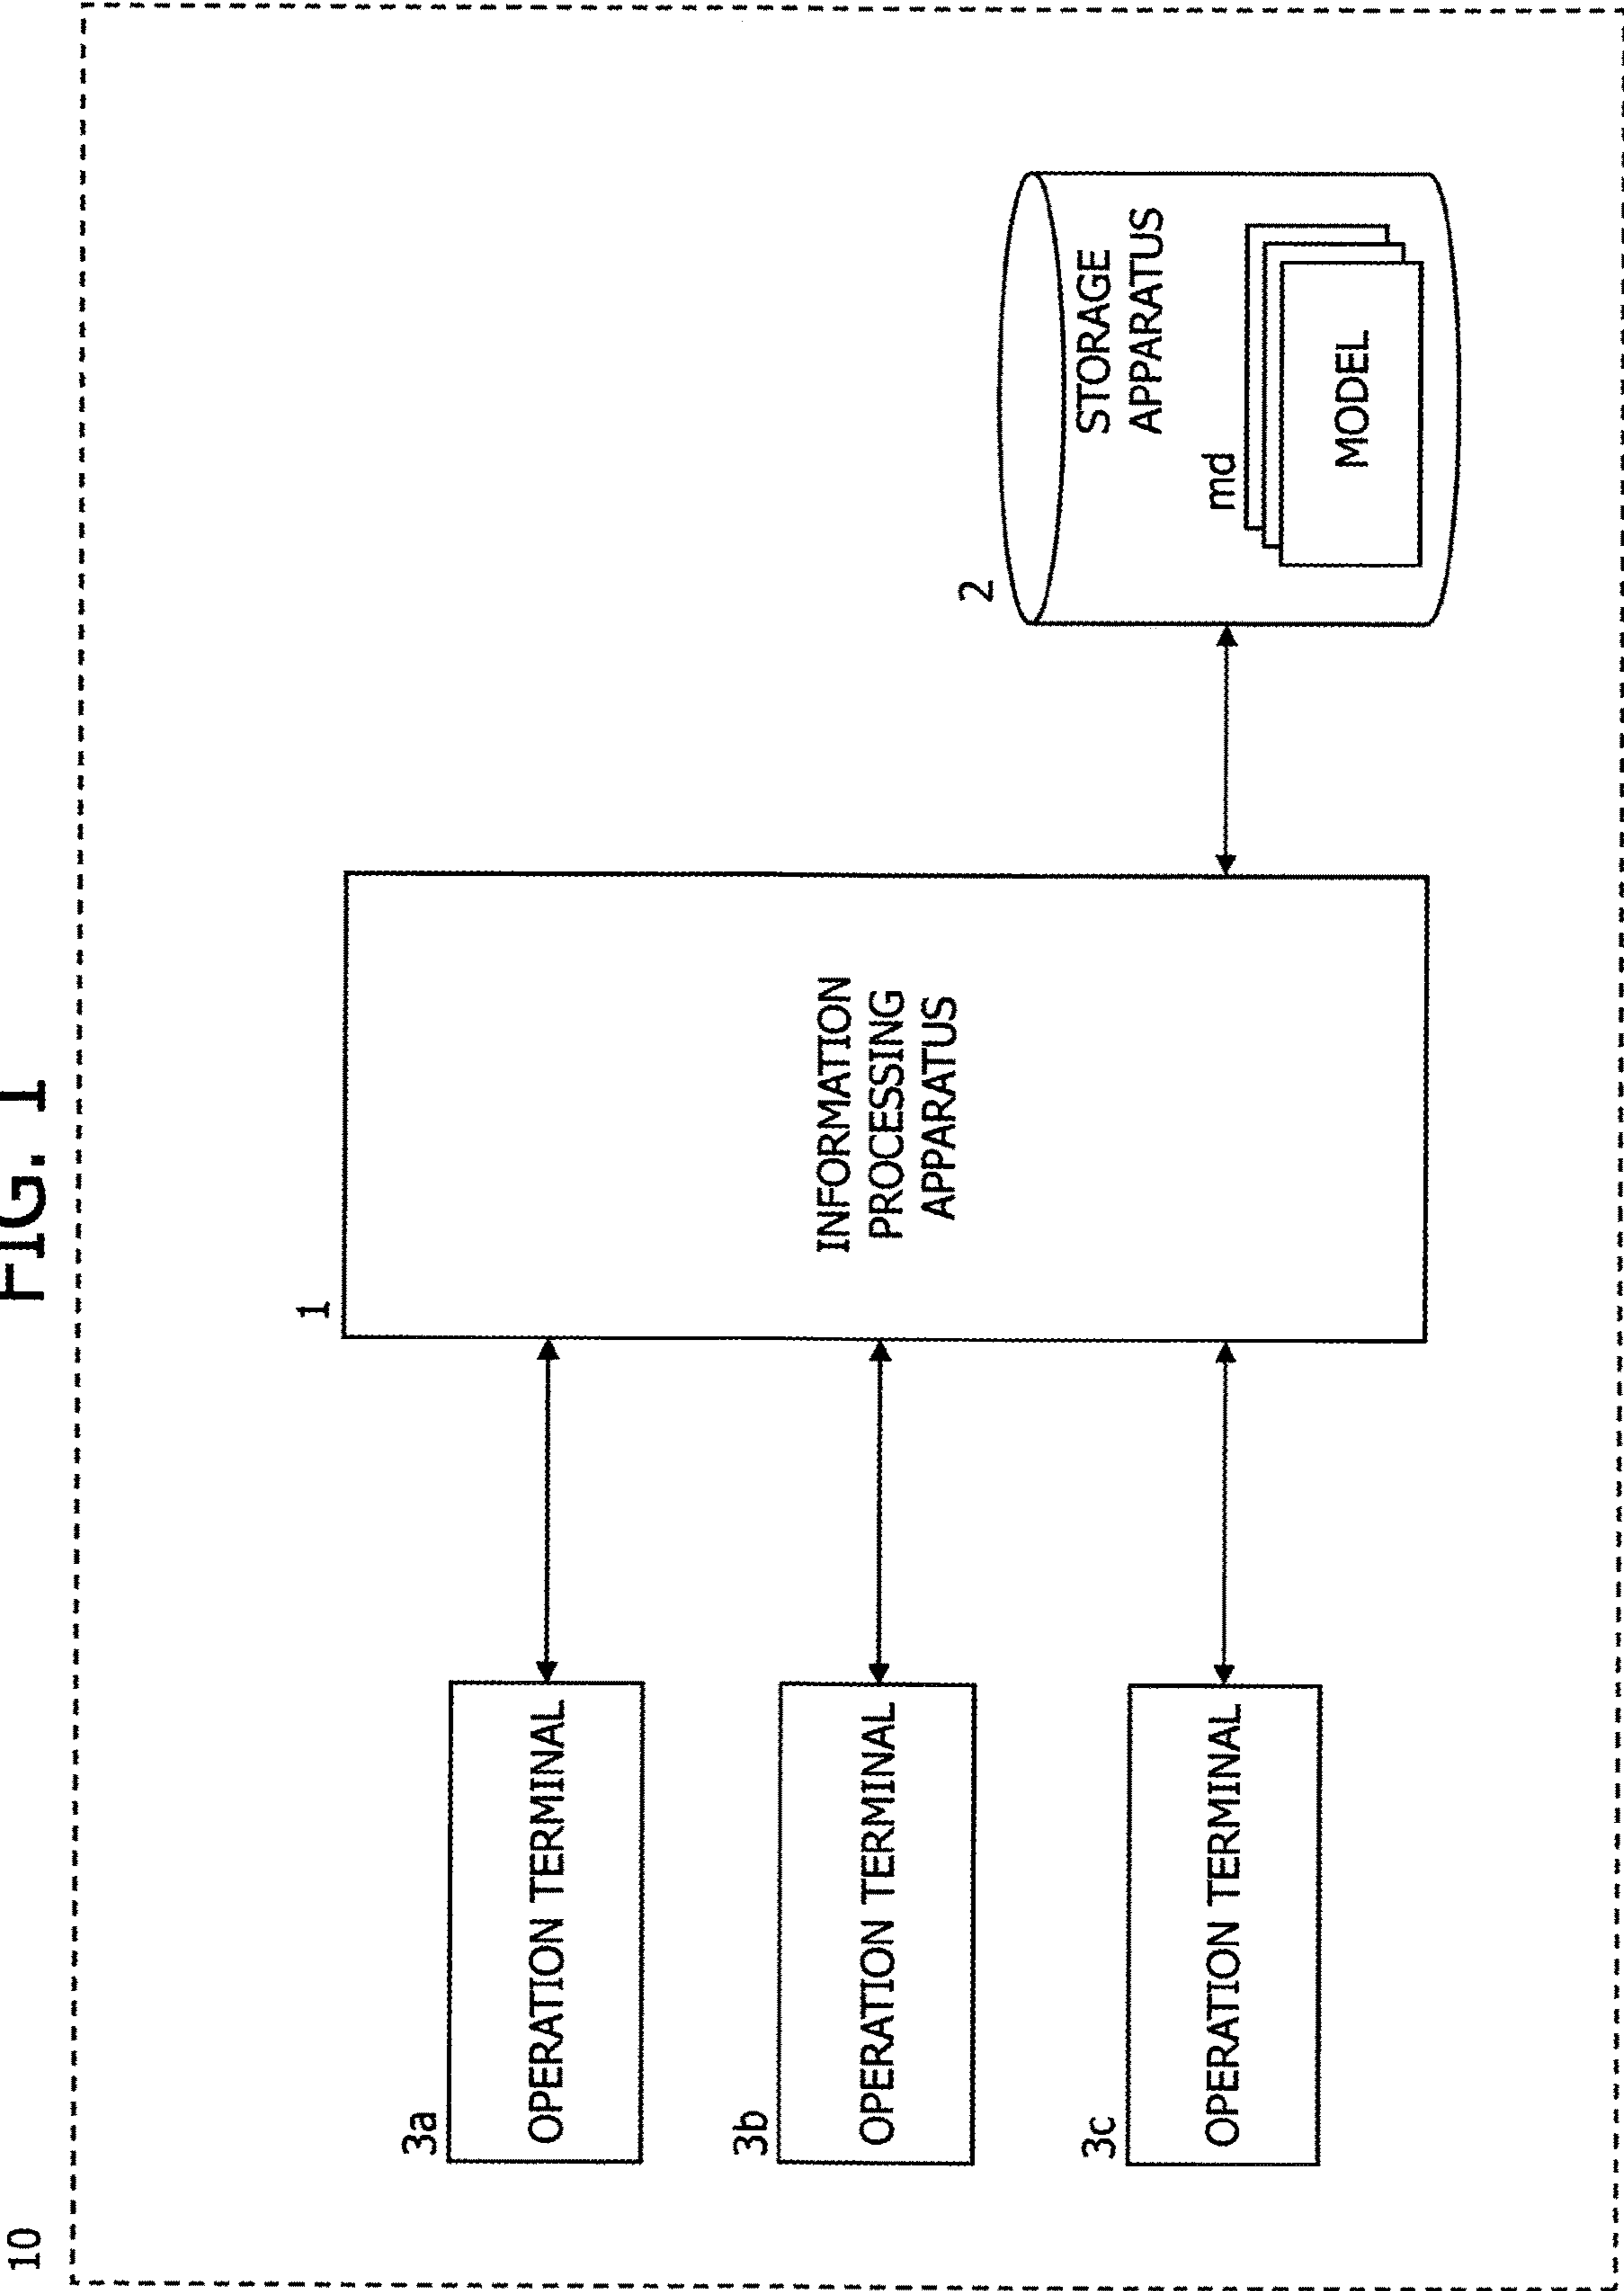 FIG. 1
10
1
INFORMATION
PROCESSING
APPARATUS
3a
OPERATION TERMINAL
3b
OPERATION TERMINAL
3c
OPERATION TERMINAL
2
STORAGE
APPARATUS
md
MODEL